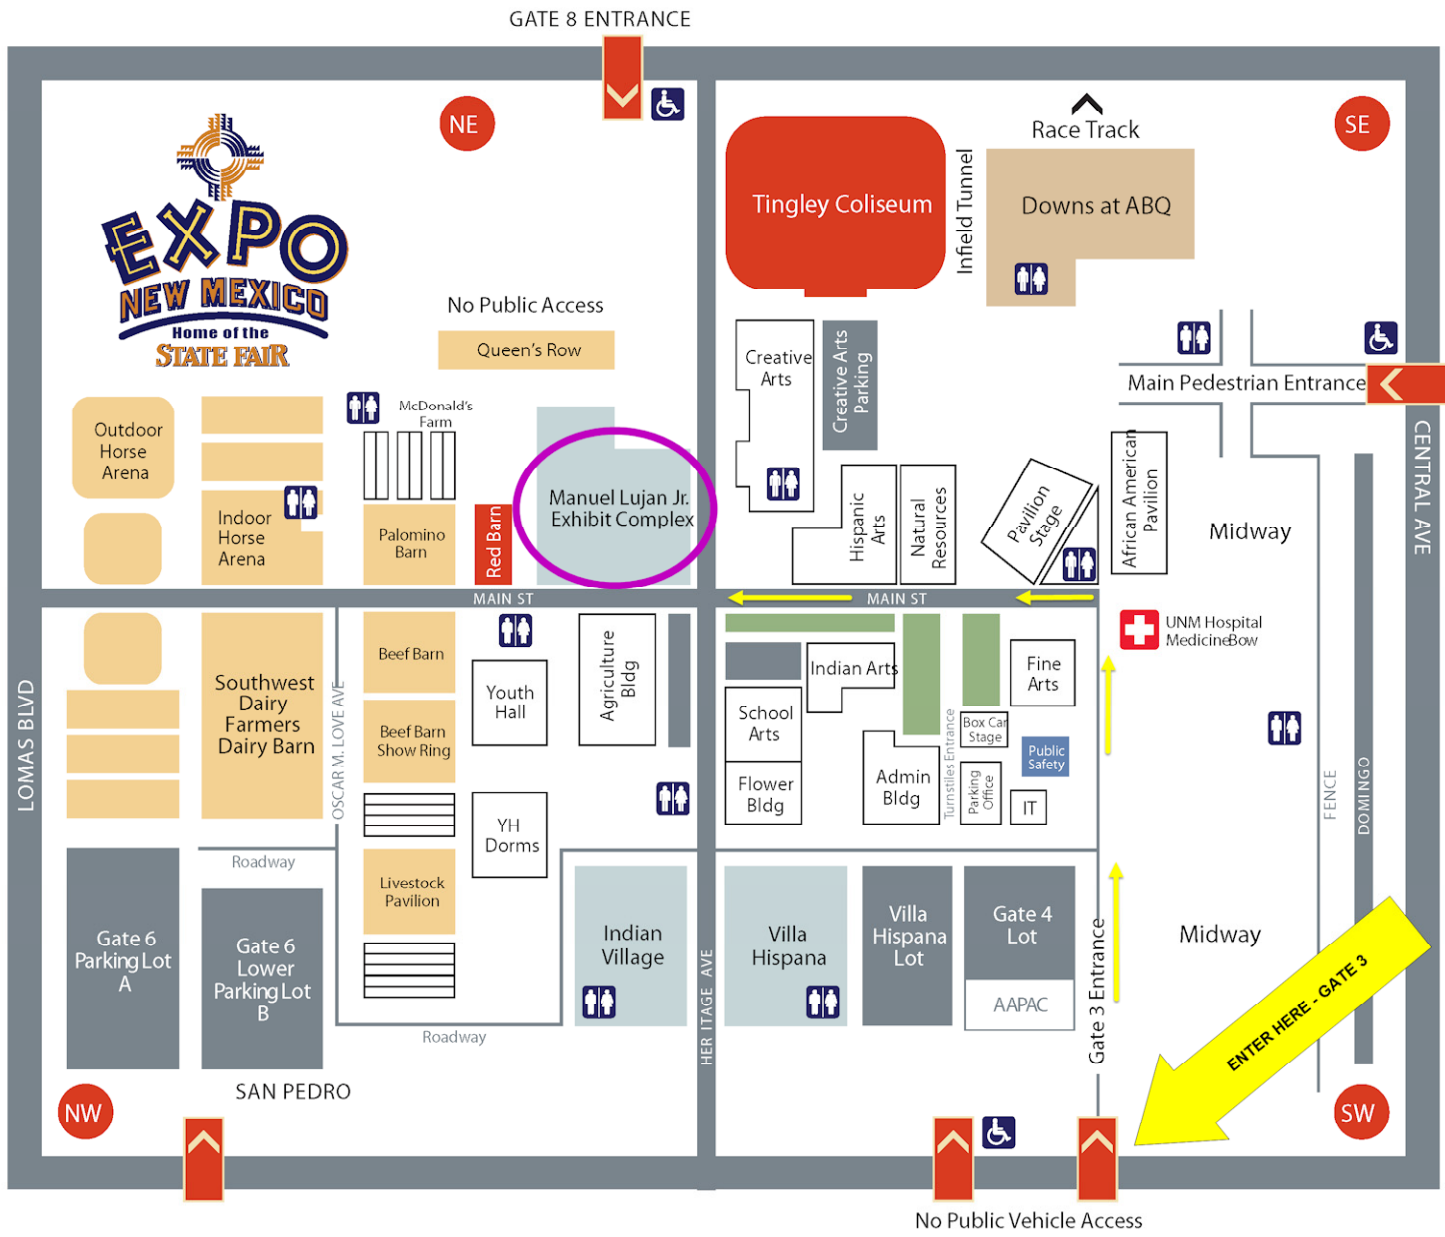 GATE 8 ENTRANCE
NE
SE
EXPO
NEW MEXICO
Home of the
STATE FAIR
Race Track
Tingley Coliseum
Infield Tunnel
Downs at ABQ
No Public Access
Queen's Row
Creative
Arts
Creative Arts
Parking
Main Pedestrian Entrance
CENTRAL AVE
Outdoor
Horse
Arena
McDonald's
Farm
Indoor
Horse
Arena
Palomino
Barn
Red Barn
Manuel Lujan Jr.
Exhibit Complex
Hispanic
Arts
Natural
Resources
Pavilion
Stage
African American
Pavilion
Midway
MAIN ST
MAIN ST
UNM Hospital
MedicineBow
LOMAS BLVD
Southwest
Dairy
Farmers
Dairy Barn
OSCAR M. LOVE AVE
Beef Barn
Beef Barn
Show Ring
Youth
Hall
Agriculture
Bldg
Indian Arts
School
Arts
Flower
Bldg
Admin
Bldg
Turnstiles Entrance
Fine
Arts
Box Car
Stage
Public
Safety
Parking
Office
IT
FENCE
DOMINGO
YH
Dorms
Roadway
Livestock
Pavilion
Gate 6
Parking Lot
A
Gate 6
Lower
Parking Lot
B
Indian
Village
HERITAGE AVE
Villa
Hispana
Villa
Hispana
Lot
Gate 4
Lot
AAPAC
Gate 3 Entrance
Midway
ENTER HERE - GATE 3
Roadway
SAN PEDRO
NW
SW
No Public Vehicle Access